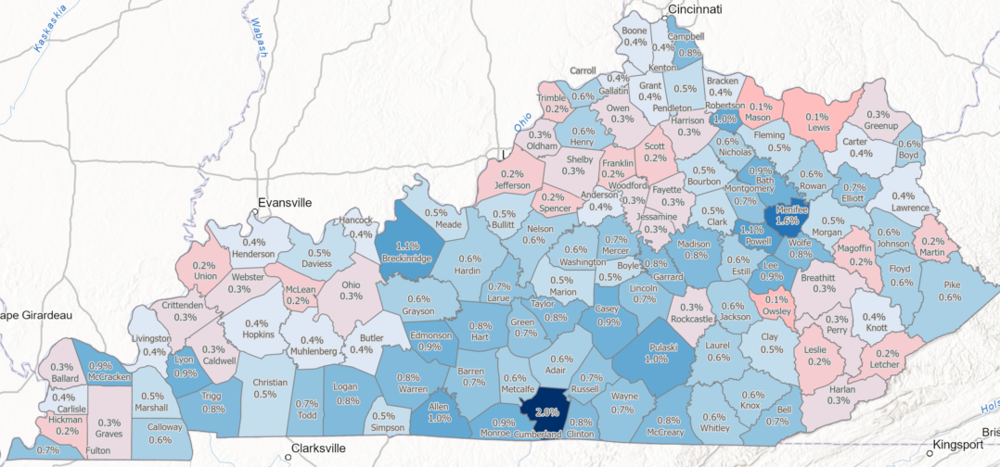 Kaskaskia
Wabash
Cincinnati
Boone
0.4%
0.4%
Kenton
Campbell
0.8%
Carroll
0.6%
0.4%
Gallatin
Grant
0.4%
0.5%
Pendleton
Bracken
0.4%
Robertson
1.0%
0.1%
Mason
0.1%
Lewis
0.3%
Greenup
Trimble
0.2%
Owen
0.3%
Harrison
0.3%
Ohio
0.3%
Oldham
0.6%
Henry
0.6%
Nicholas
Fleming
0.5%
Carter
0.4%
0.6%
Boyd
L
Shelby
0.3%
Franklin
0.2%
Scott
0.2%
0.5%
Bourbon
0.9%
Bath
0.6%
Rowan
0.7%
Elliott
0.2%
Jefferson
Woodford
0.3%
Fayette
0.3%
Montgomery
0.7%
0.4%
Lawrence
0.2%
Spencer
Anderson
0.4%
Jessamine
0.3%
0.5%
Clark
Menifee
1.6%
0.5%
Morgan
Evansville
0.5%
Meade
0.5%
Bullitt
Nelson
0.6%
0.7%
Mercer
1.1%
Powell
Wolfe
0.8%
0.6%
Johnson
0.2%
Martin
Hancock
0.4%
0.4%
Henderson
0.5%
Daviess
1.1%
Breckinridge
0.6%
Hardin
0.6%
Washington
Boyle
0.5%
0.8%
Garrard
Madison
0.8%
0.6%
Estill
Lee
0.9%
Magoffin
0.2%
Floyd
0.6%
Pike
0.6%
0.2%
Union
Webster
0.3%
McLean
0.2%
Ohio
0.3%
0.6%
Grayson
0.7%
Larue
0.5%
Marion
Lincoln
0.7%
0.3%
Rockcastle
0.6%
Jackson
0.1%
Owsley
Breathitt
0.3%
ape Girardeau
Crittenden
0.3%
Taylor
0.8%
Casey
0.9%
0.3%
Perry
0.4%
Knott
Livingston
0.4%
0.4%
Hopkins
0.4%
Muhlenberg
Butler
0.4%
Edmonson
0.9%
0.8%
Hart
Green
0.7%
Pulaski
1.0%
Laurel
0.6%
Clay
0.5%
Leslie
0.2%
0.2%
Letcher
0.3%
Ballard
0.9%
McCracken
Lyon
0.9%
0.3%
Caldwell
0.6%
Adair
0.4%
Carlisle
0.5%
Marshall
Trigg
0.8%
Christian
0.5%
0.7%
Todd
Logan
0.8%
0.8%
Warren
Barren
0.7%
0.6%
Metcalfe
0.7%
Russell
Wayne
0.7%
0.6%
Knox
Harlan
0.3%
Hickman
0.2%
0.3%
Graves
Calloway
0.6%
0.5%
Simpson
Allen
1.0%
0.9%
Monroe
2.0%
Cumberland
0.8%
Clinton
0.8%
McCreary
0.6%
Whitley
Bell
0.7%
0.7%
Fulton
Clarksville
Kingsport
Hols
Bris